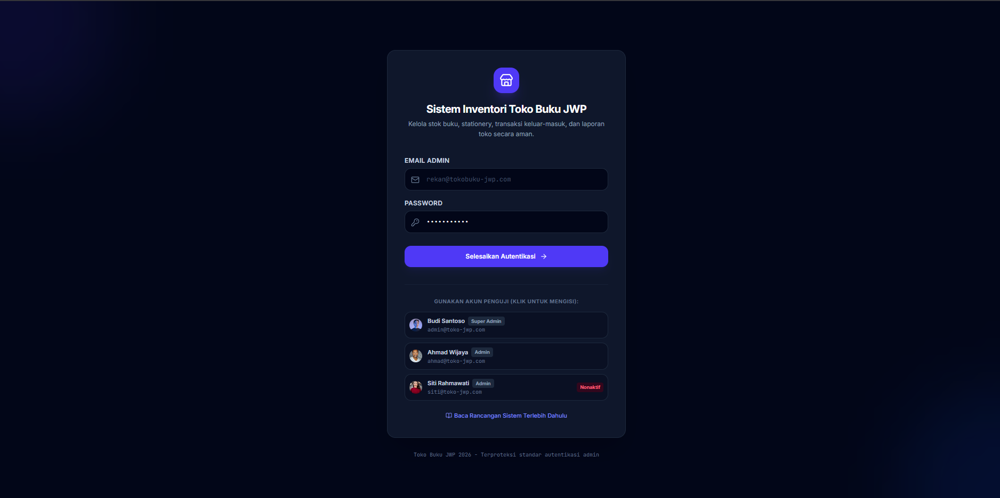 Sistem Inventori Toko Buku JWP
Kelola stok buku, stationery, transaksi keluar-masuk, dan laporan
toko secara aman.
EMAIL ADMIN
rekan@tokobuku-jwp.com
PASSWORD
•••••••••••
Selesaikan Autentikasi →
GUNAKAN AKUN PENGUJI (KLIK UNTUK MENGISI):
Budi Santoso Super Admin
admin@toko-jwp.com
Ahmad Wijaya Admin
ahmad@toko-jwp.com
Siti Rahmawati Admin
siti@toko-jwp.com
Nonaktif
Baca Rancangan Sistem Terlebih Dahulu
Toko Buku JWP 2026 - Terproteksi standar autentikasi admin